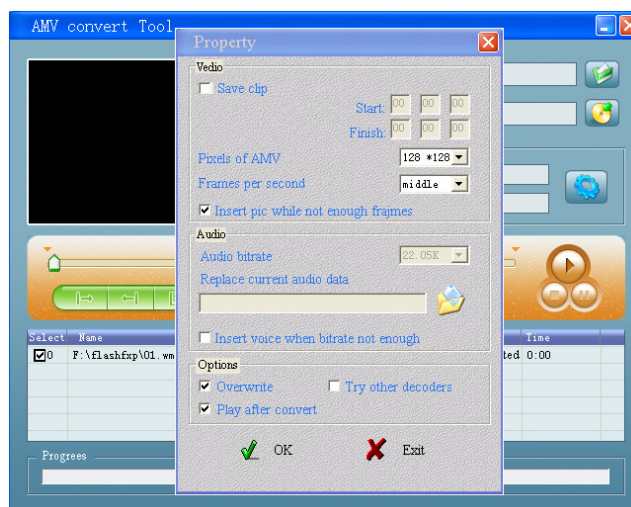 AMV convert Tool
Property
Vedio
Save clip
Start: 00 00 00
Finish: 00 00 00
Pixels of AMV 128 *128
Frames per second middle
Insert pic while not enough frajmes
Audio
Audio bitrate 22.05K
Replace current audio data
Insert voice when bitrate not enough
Select Name Time
0 F:\flashfxp\01.wm ted 0:00
Options
Overwrite Try other decoders
Play after convert
OK Exit
Progrees